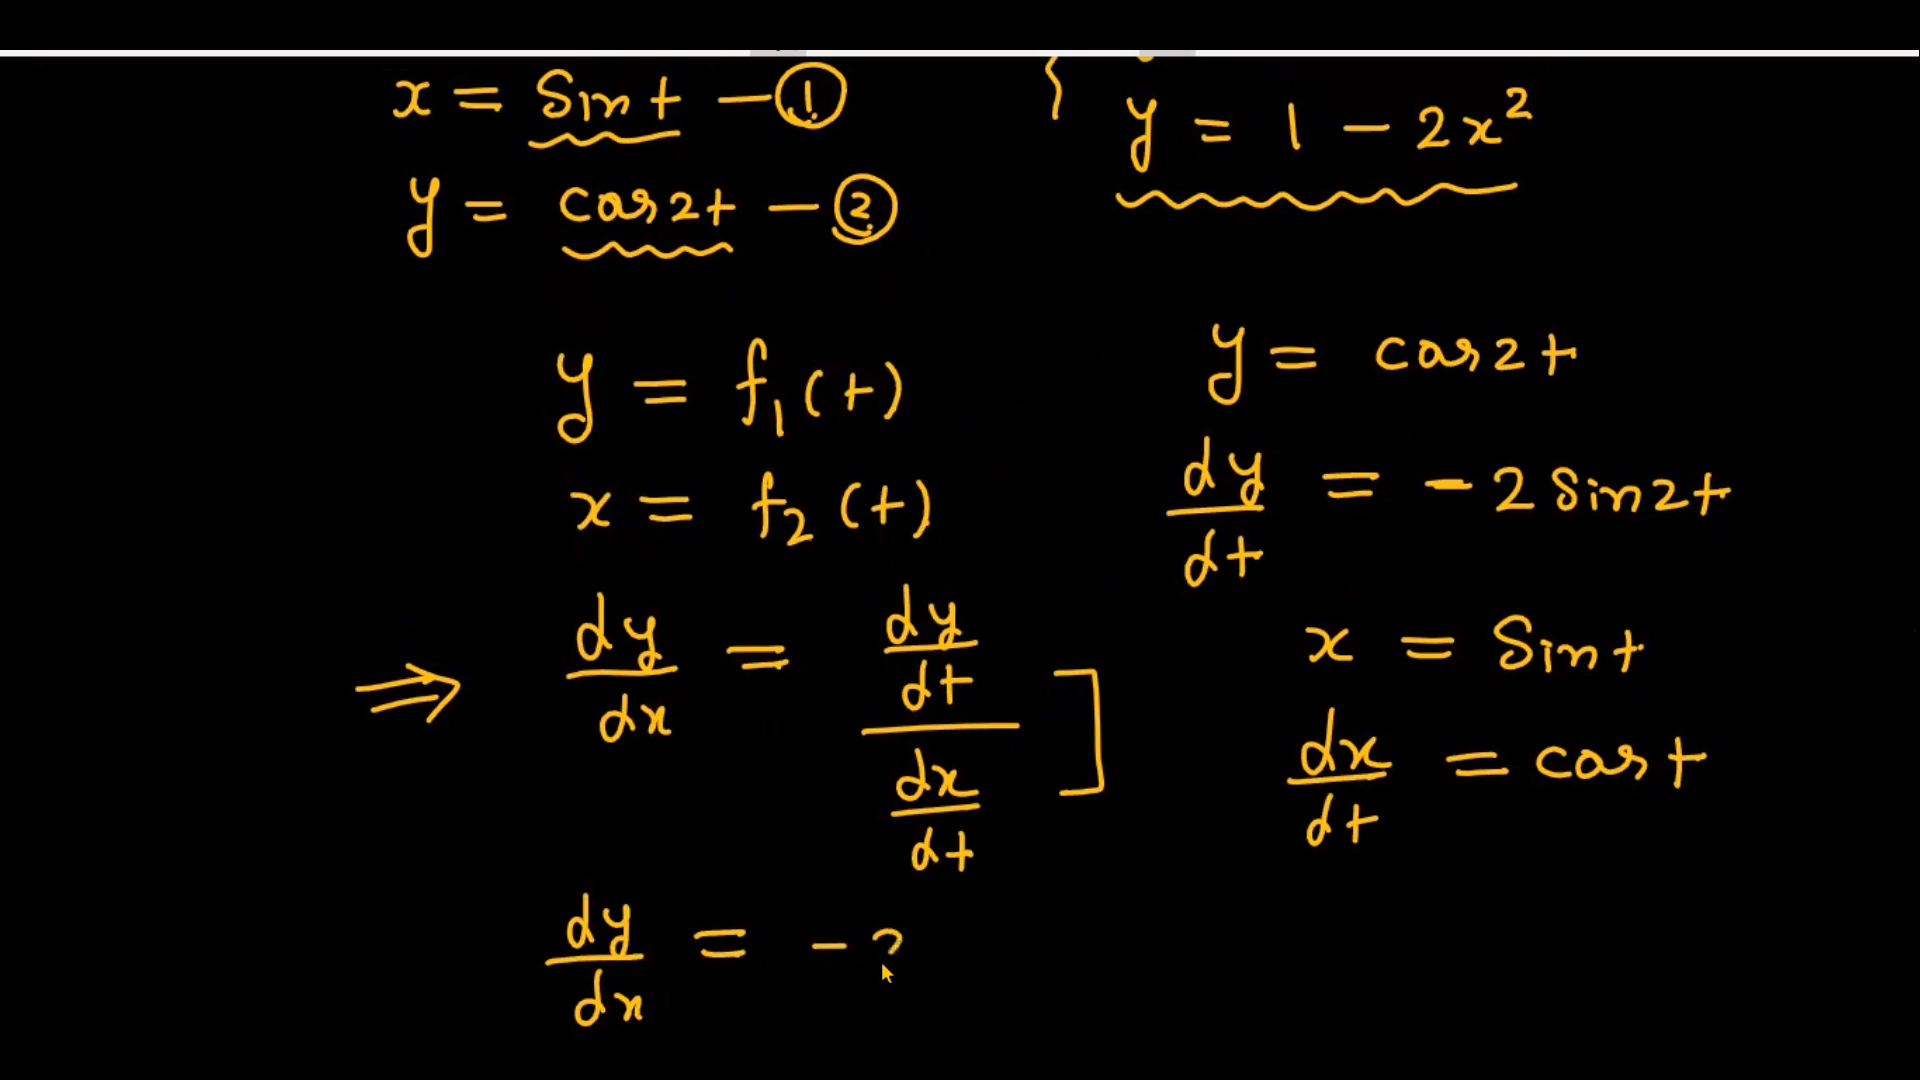 x = Sin t - ①
y = cos 2t - ②
{ y = 1 - 2x²
y = f₁(t)
x = f₂(t)
⇒ dy/dx = (dy/dt)/(dx/dt) ]
dy/dx = -
y = cos 2t
dy/dt = - 2 Sin 2t
x = Sin t
dx/dt = cos t